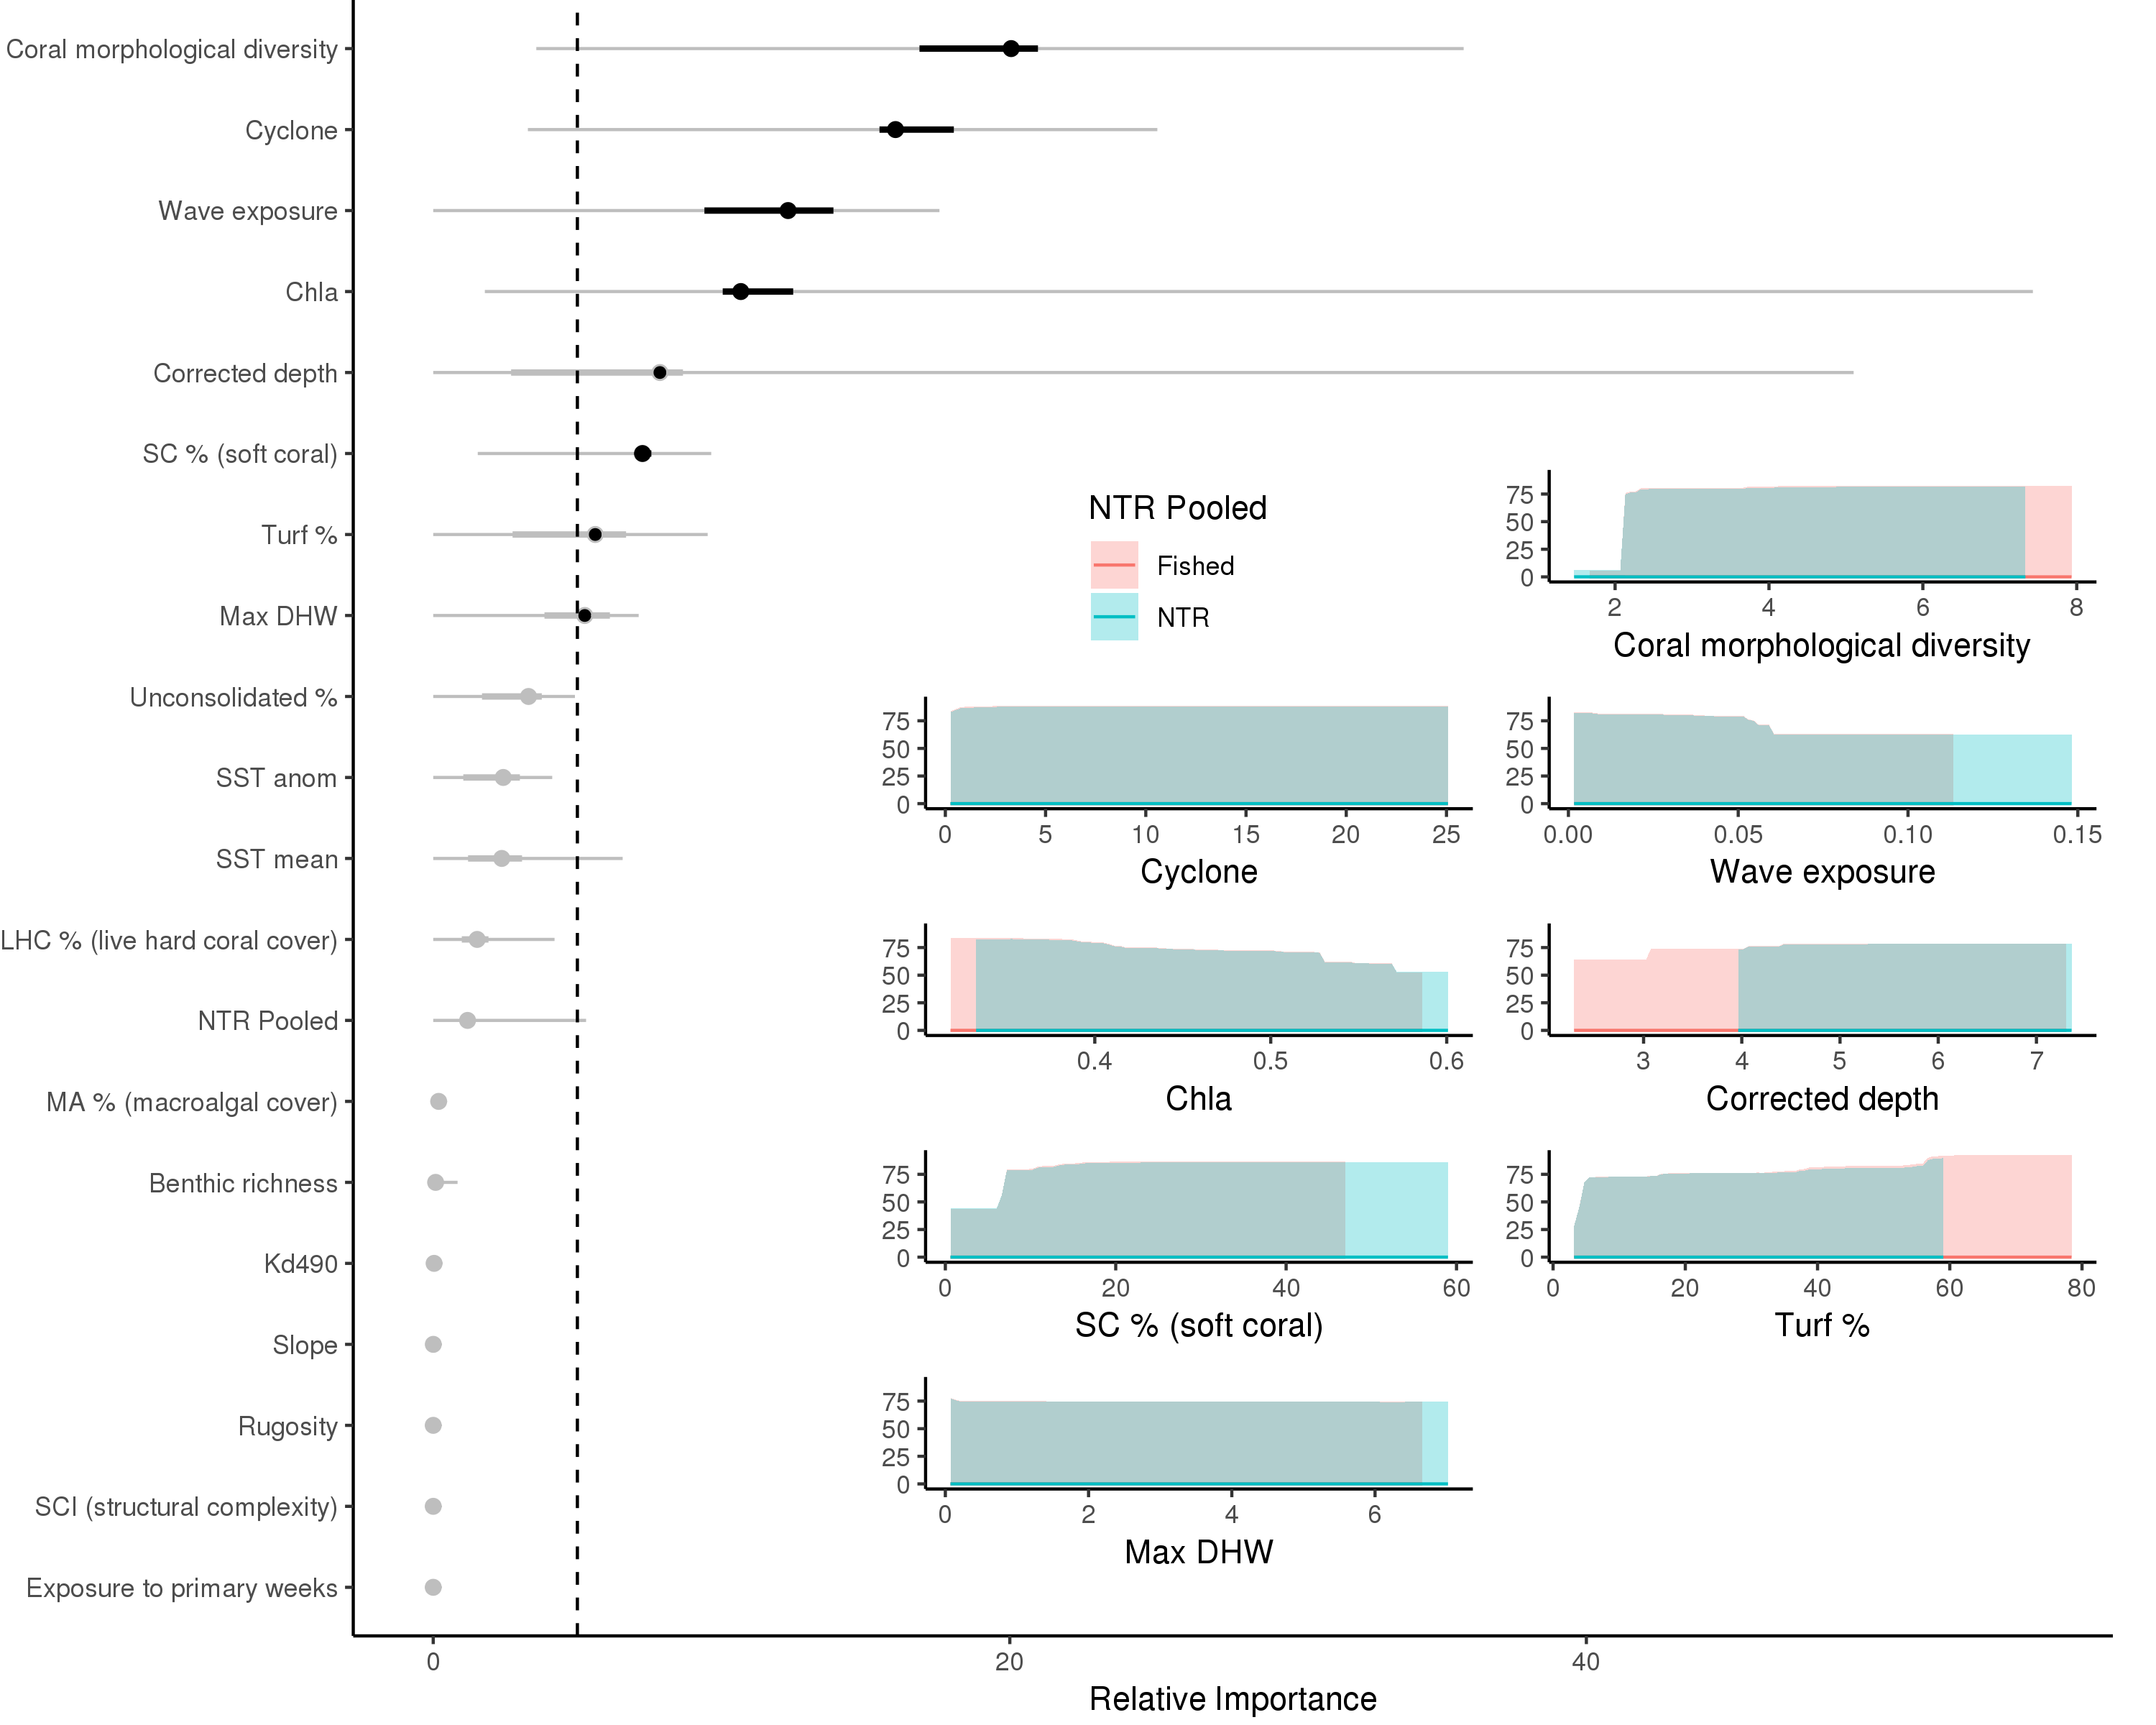 Coral morphological diversity
Cyclone
Wave exposure
Chla
Corrected depth
SC % (soft coral)
Turf %
Max DHW
Unconsolidated %
SST anom
SST mean
LHC % (live hard coral cover)
NTR Pooled
MA % (macroalgal cover)
Benthic richness
Kd490
Slope
Rugosity
SCI (structural complexity)
Exposure to primary weeks
0 20 40
Relative Importance
NTR Pooled
Fished
NTR
75
50
25
0
2 4 6 8
Coral morphological diversity
75
50
25
0
0 5 10 15 20 25
Cyclone
75
50
25
0
0.00 0.05 0.10 0.15
Wave exposure
75
50
25
0
0.4 0.5 0.6
Chla
75
50
25
0
3 4 5 6 7
Corrected depth
75
50
25
0
0 20 40 60
SC % (soft coral)
75
50
25
0
0 20 40 60 80
Turf %
75
50
25
0
0 2 4 6
Max DHW